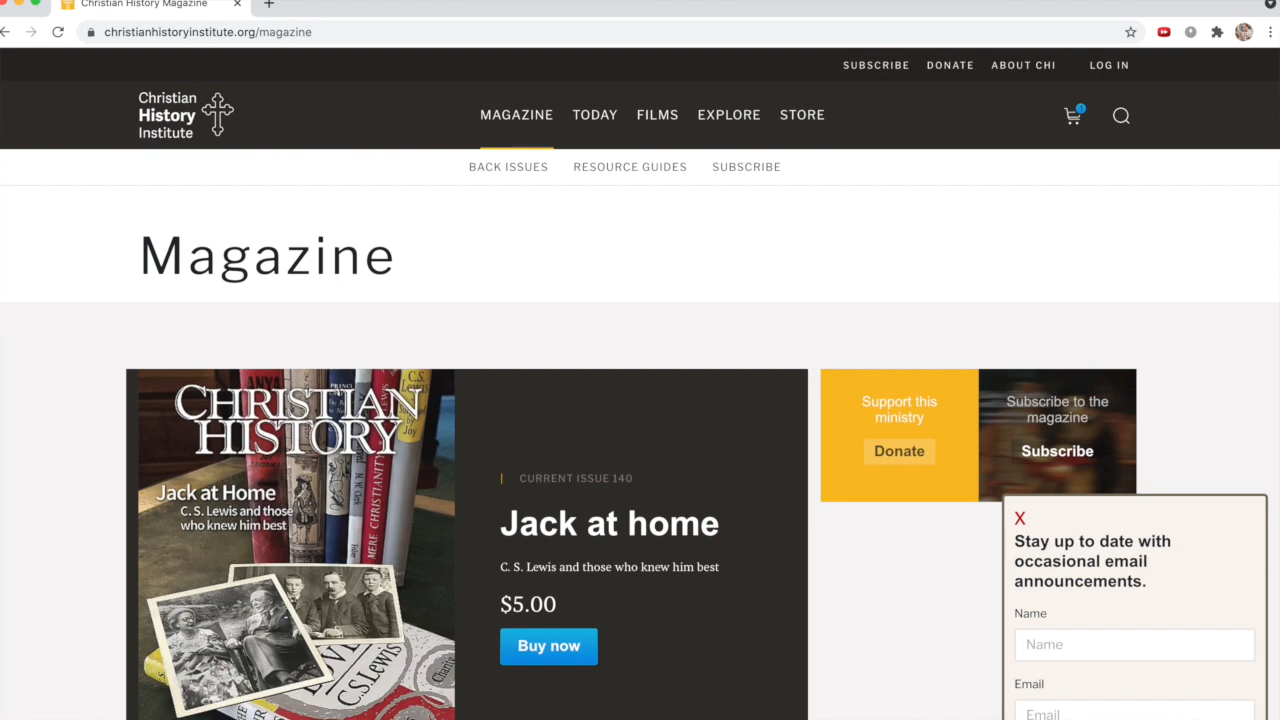 Christian History Magazine
christianhistoryinstitute.org/magazine
SUBSCRIBE DONATE ABOUT CHI LOG IN
Christian
History
Institute
MAGAZINE TODAY FILMS EXPLORE STORE
1
BACK ISSUES RESOURCE GUIDES SUBSCRIBE
Magazine
CHRISTIAN
HISTORY
Jack at Home
C. S. Lewis and those
who knew him best
C.S.
Lewis
Joy
MERE CHRISTIANITY
C.S. Lewis
CURRENT ISSUE 140
Jack at home
C. S. Lewis and those who knew him best
$5.00
Buy now
Support this
ministry
Donate
Subscribe to the
magazine
Subscribe
X
Stay up to date with
occasional email
announcements.
Name
Name
Email
Email